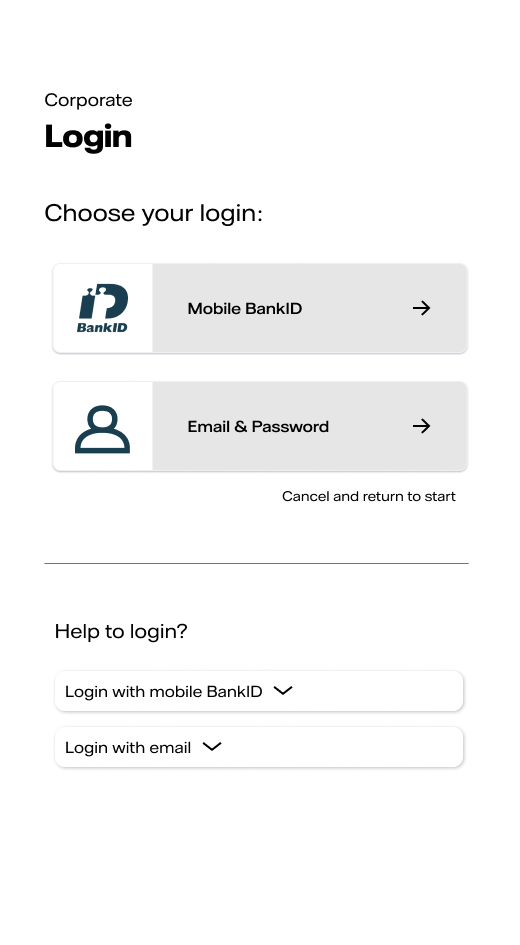 Corporate
Login
Choose your login:
BankID
Mobile BankID
Email & Password
Cancel and return to start
Help to login?
Login with mobile BankID
Login with email